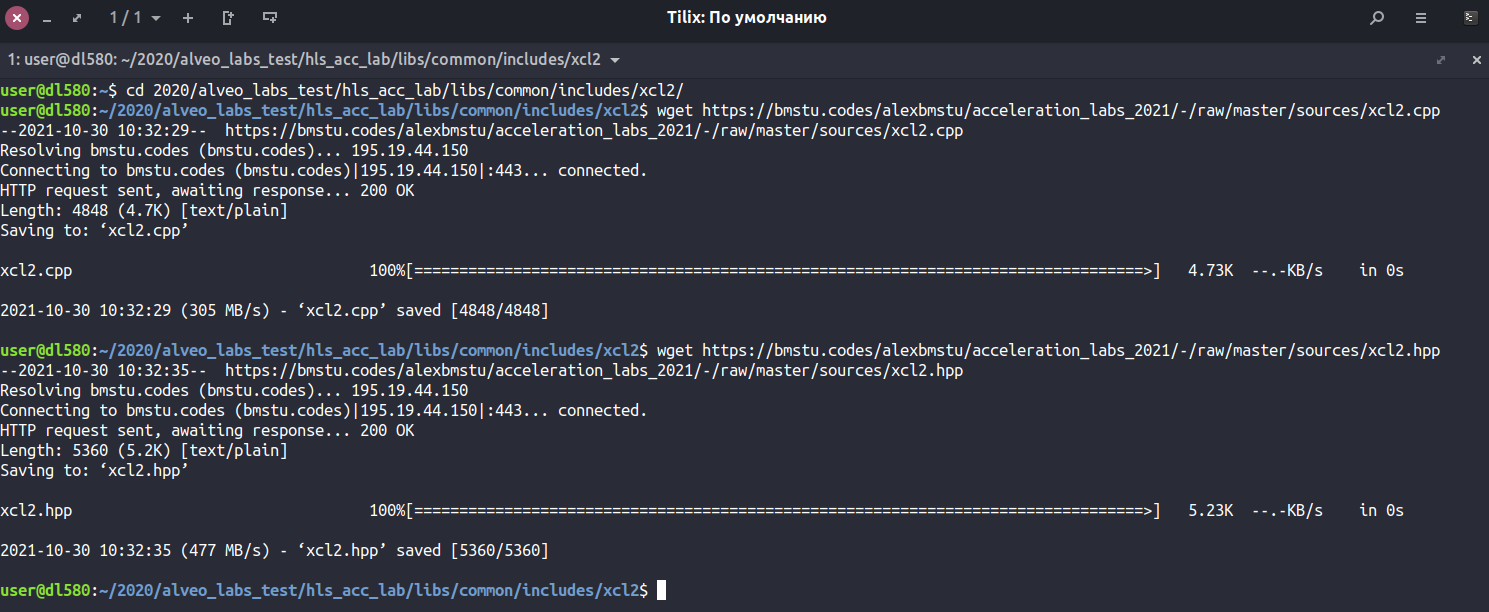 1 / 1
Tilix: По умолчанию
1: user@dl580: ~/2020/alveo_labs_test/hls_acc_lab/libs/common/includes/xcl2
user@dl580:~$ cd 2020/alveo_labs_test/hls_acc_lab/libs/common/includes/xcl2/
user@dl580:~/2020/alveo_labs_test/hls_acc_lab/libs/common/includes/xcl2$ wget https://bmstu.codes/alexbmstu/acceleration_labs_2021/-/raw/master/sources/xcl2.cpp
--2021-10-30 10:32:29--  https://bmstu.codes/alexbmstu/acceleration_labs_2021/-/raw/master/sources/xcl2.cpp
Resolving bmstu.codes (bmstu.codes)... 195.19.44.150
Connecting to bmstu.codes (bmstu.codes)|195.19.44.150|:443... connected.
HTTP request sent, awaiting response... 200 OK
Length: 4848 (4.7K) [text/plain]
Saving to: ‘xcl2.cpp’
xcl2.cpp 100%[=================================================================================>] 4.73K --.-KB/s in 0s
2021-10-30 10:32:29 (305 MB/s) - ‘xcl2.cpp’ saved [4848/4848]
user@dl580:~/2020/alveo_labs_test/hls_acc_lab/libs/common/includes/xcl2$ wget https://bmstu.codes/alexbmstu/acceleration_labs_2021/-/raw/master/sources/xcl2.hpp
--2021-10-30 10:32:35--  https://bmstu.codes/alexbmstu/acceleration_labs_2021/-/raw/master/sources/xcl2.hpp
Resolving bmstu.codes (bmstu.codes)... 195.19.44.150
Connecting to bmstu.codes (bmstu.codes)|195.19.44.150|:443... connected.
HTTP request sent, awaiting response... 200 OK
Length: 5360 (5.2K) [text/plain]
Saving to: ‘xcl2.hpp’
xcl2.hpp 100%[=================================================================================>] 5.23K --.-KB/s in 0s
2021-10-30 10:32:35 (477 MB/s) - ‘xcl2.hpp’ saved [5360/5360]
user@dl580:~/2020/alveo_labs_test/hls_acc_lab/libs/common/includes/xcl2$